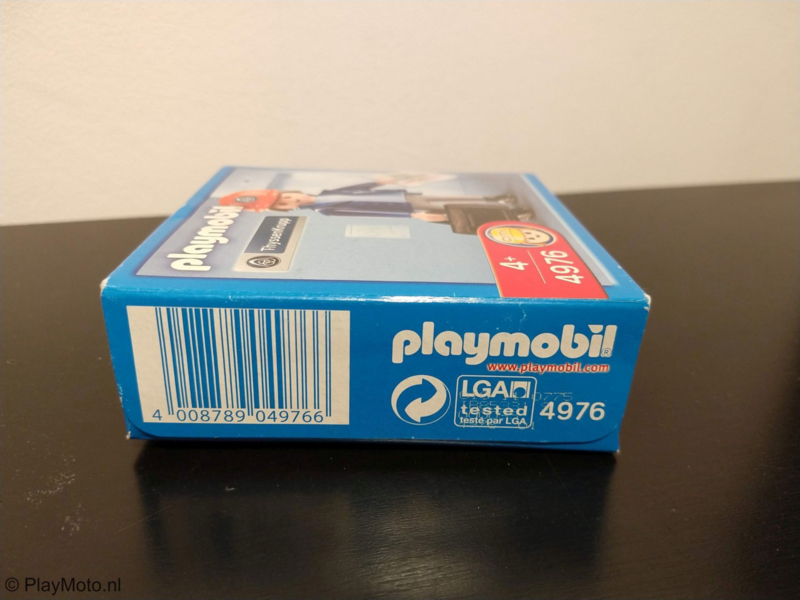 playmobil
ThyssenKrupp
4+
4976
4 008789 049766
playmobil®
www.playmobil.com
LGA
tested
testé par LGA
4976
© PlayMoto.nl